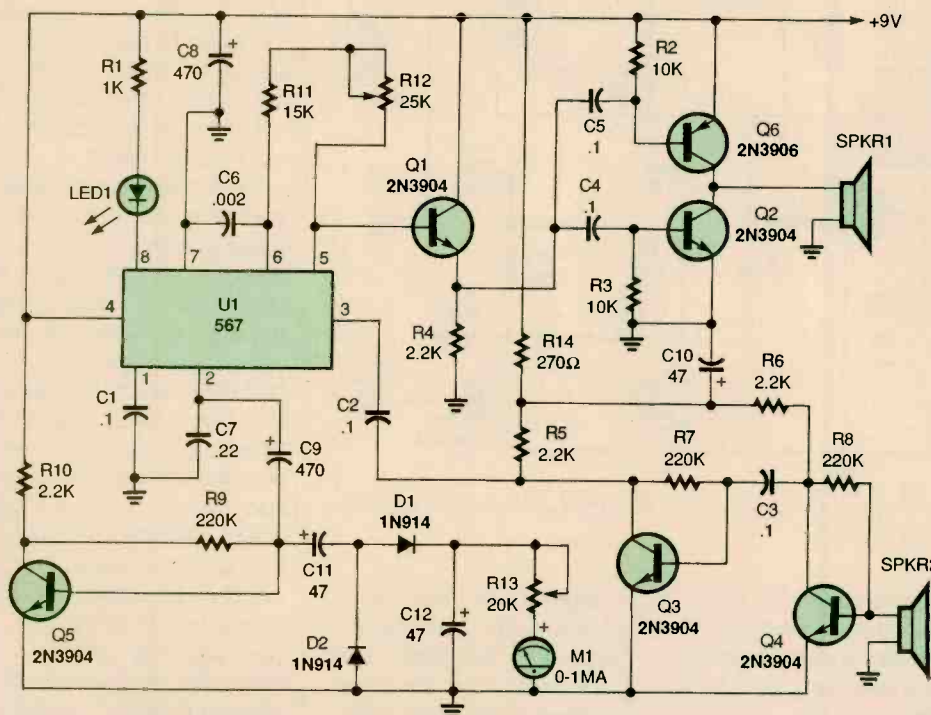 +9V
R1
1K
C8
+
470
R11
15K
R12
25K
R2
10K
C5
.1
Q6
2N3906
SPKR1
LED1
C6
.002
Q1
2N3904
C4
.1
Q2
2N3904
8
7
6
5
4
U1
567
3
R4
2.2K
R3
10K
R14
270Ω
C10
47
+
R6
2.2K
1
2
C1
.1
C7
.22
+
C9
470
C2
.1
R5
2.2K
R7
220K
R8
220K
C3
.1
R10
2.2K
R9
220K
D1
1N914
+
C11
47
C12
47
+
R13
20K
SPKR2
Q3
2N3904
Q5
2N3904
D2
1N914
+
M1
0-1MA
Q4
2N3904